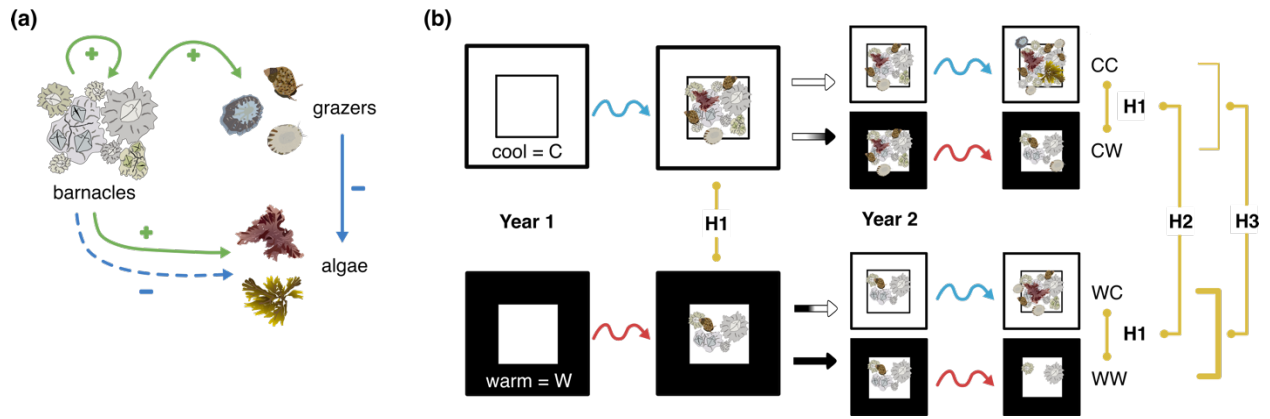 (a)
+
+
grazers
barnacles
−
+
−
algae
(b)
cool = C
CC
H1
CW
Year 1
H1
Year 2
H2
H3
WC
H1
WW
warm = W